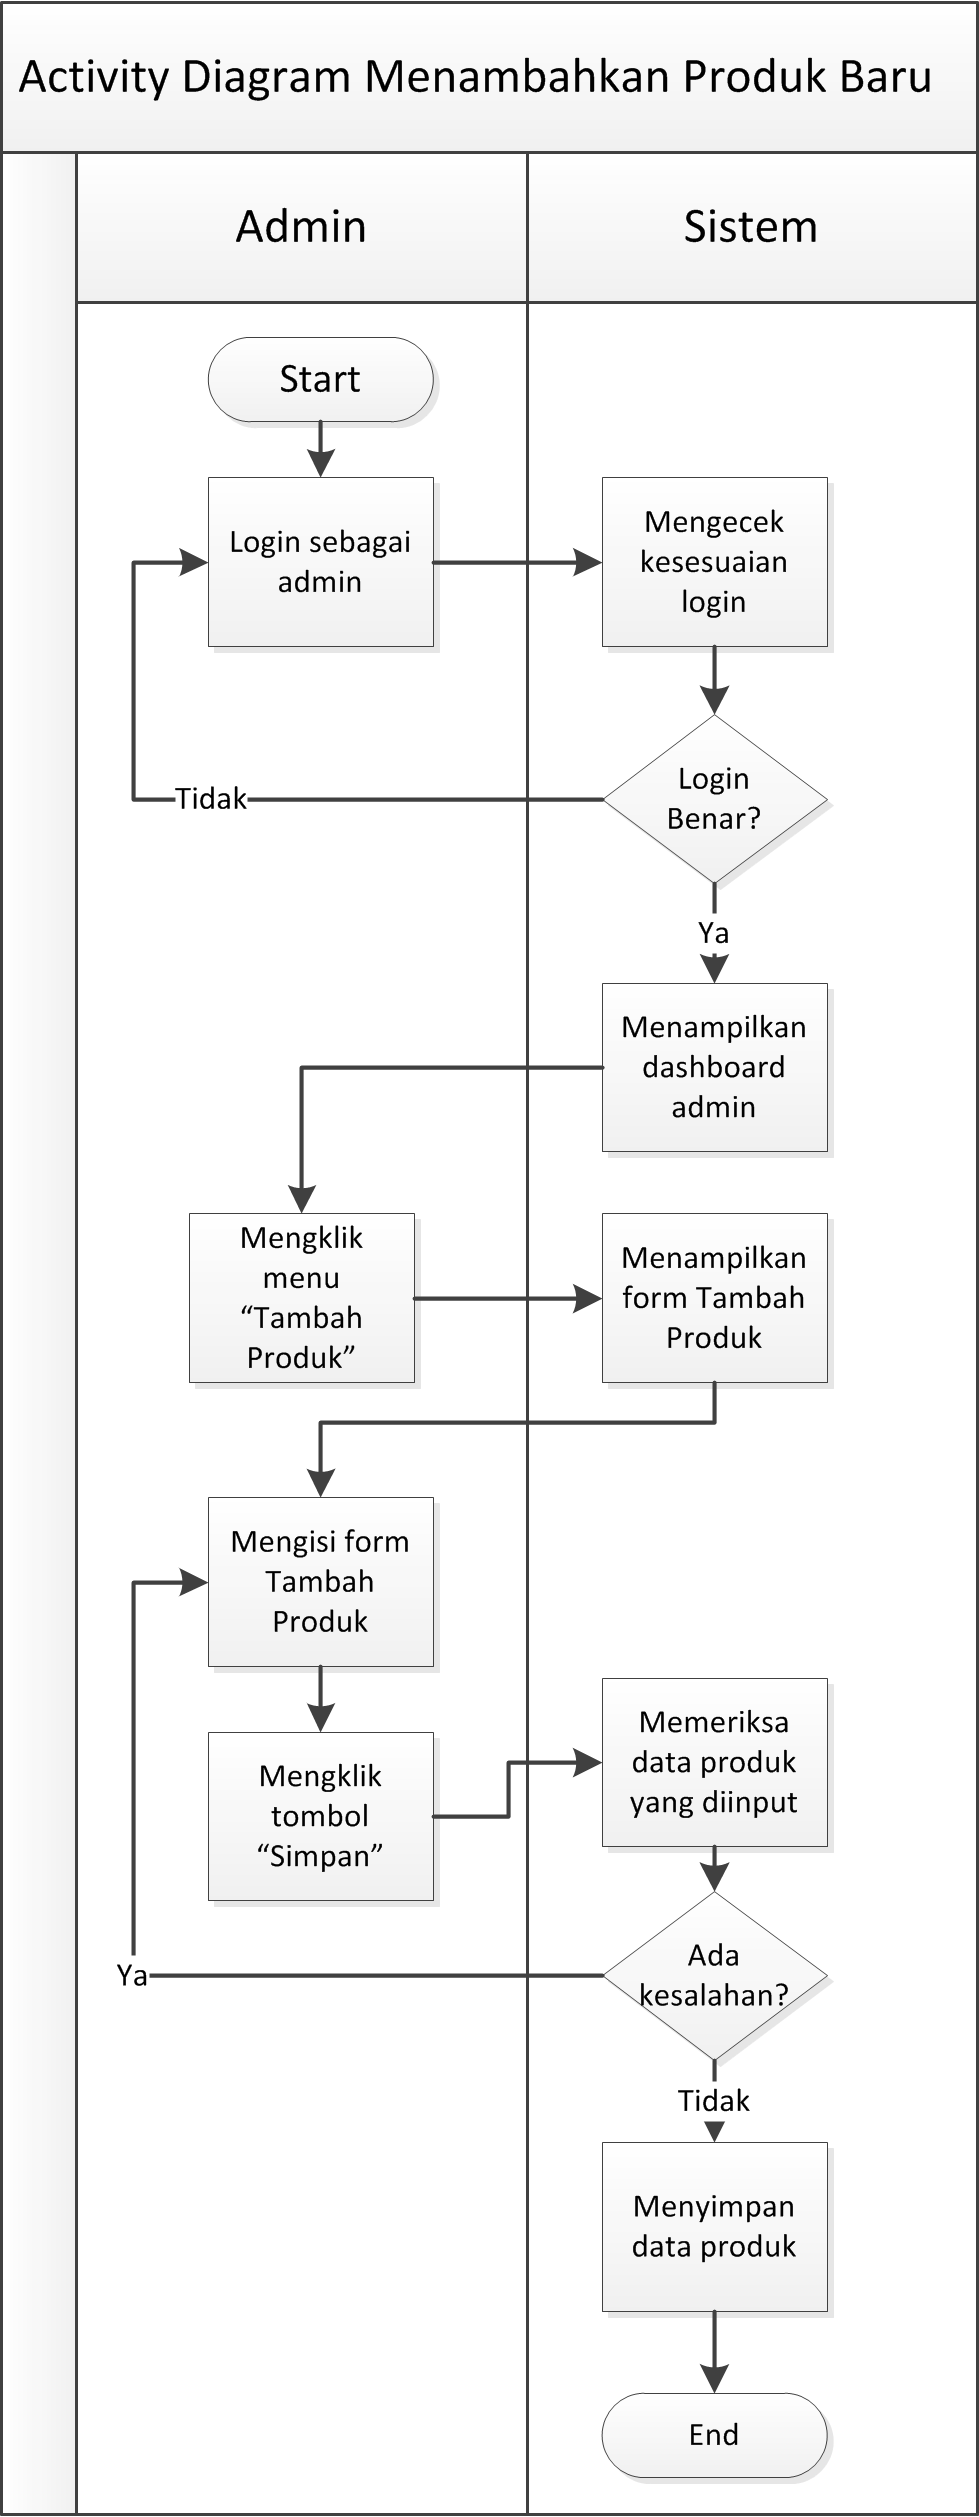 Activity Diagram Menambahkan Produk Baru
Admin
Sistem
Start
Login sebagai
admin
Mengecek
kesesuaian
login
Login
Benar?
Tidak
Ya
Menampilkan
dashboard
admin
Mengklik
menu
“Tambah
Produk”
Menampilkan
form Tambah
Produk
Mengisi form
Tambah
Produk
Mengklik
tombol
“Simpan”
Memeriksa
data produk
yang diinput
Ada
kesalahan?
Ya
Tidak
Menyimpan
data produk
End